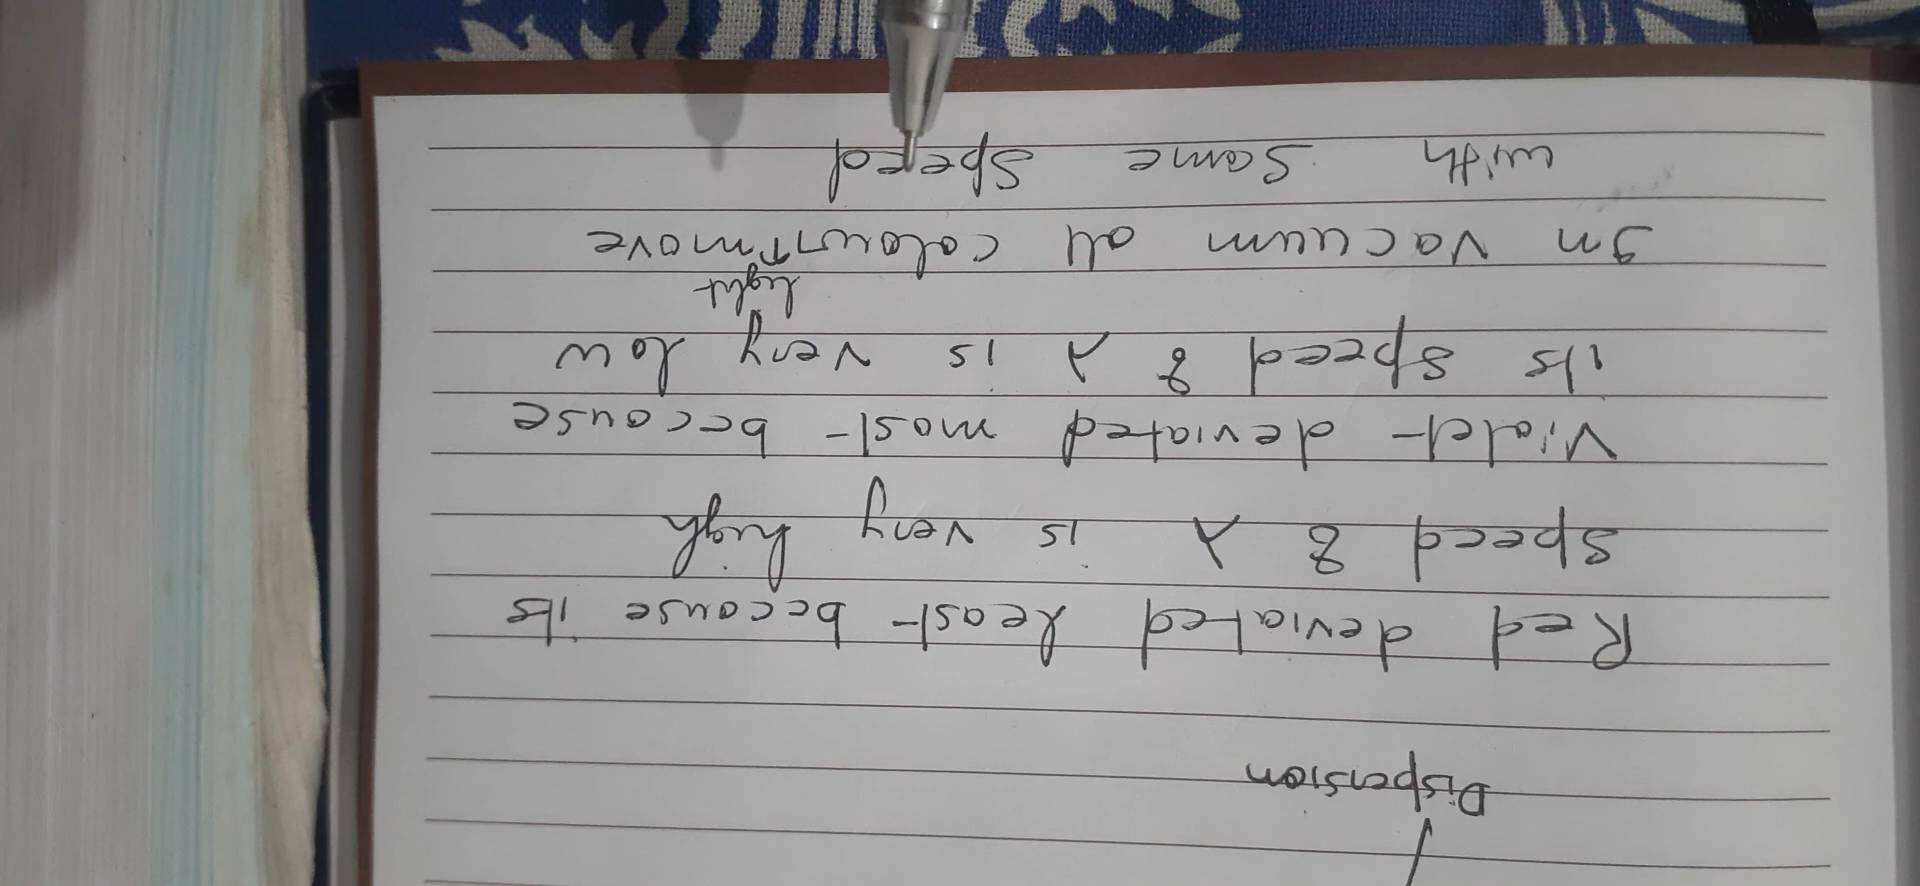 Dispersion
Red deviated least because its
speed & λ is very high
Violet deviated most because
its speed & λ is very low
light
In vacuum all colour move
with same speed